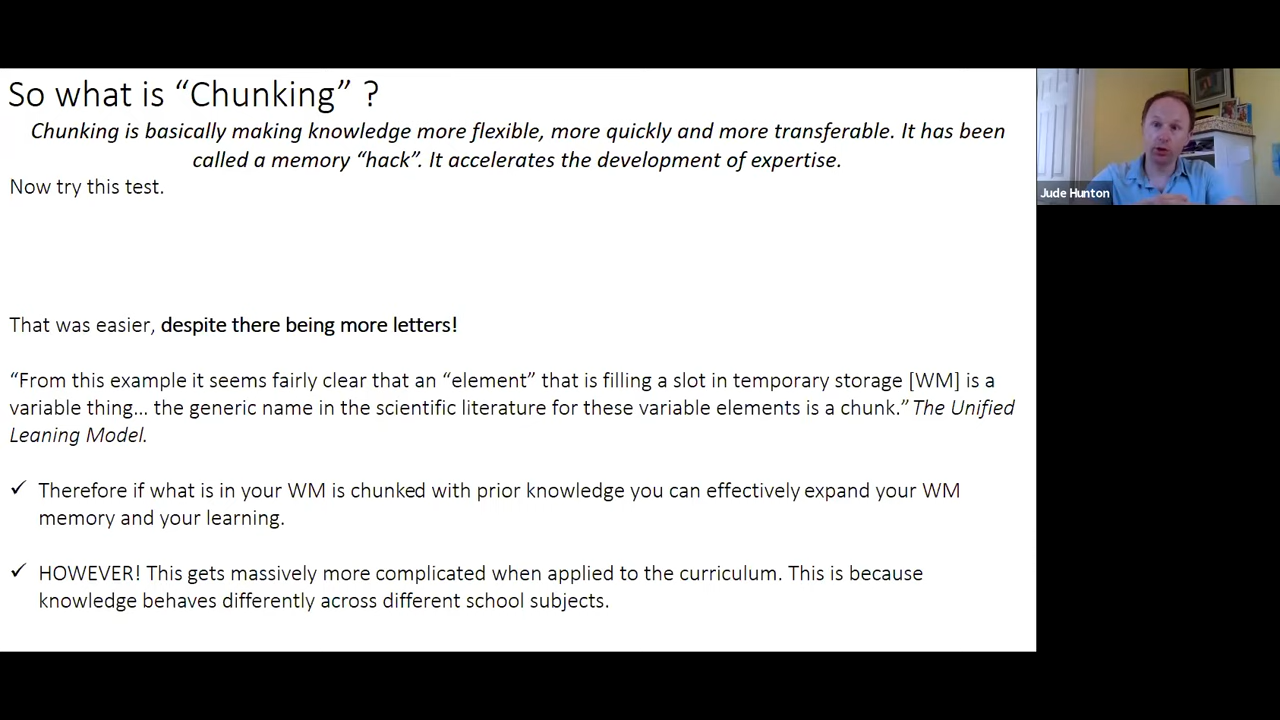 So what is “Chunking” ?
Chunking is basically making knowledge more flexible, more quickly and more transferable. It has been
called a memory “hack”. It accelerates the development of expertise.
Now try this test.
That was easier, despite there being more letters!
“From this example it seems fairly clear that an “element” that is filling a slot in temporary storage [WM] is a
variable thing... the generic name in the scientific literature for these variable elements is a chunk.” The Unified
Leaning Model.
✓ Therefore if what is in your WM is chunked with prior knowledge you can effectively expand your WM
memory and your learning.
✓ HOWEVER! This gets massively more complicated when applied to the curriculum. This is because
knowledge behaves differently across different school subjects.
Jude Hunton